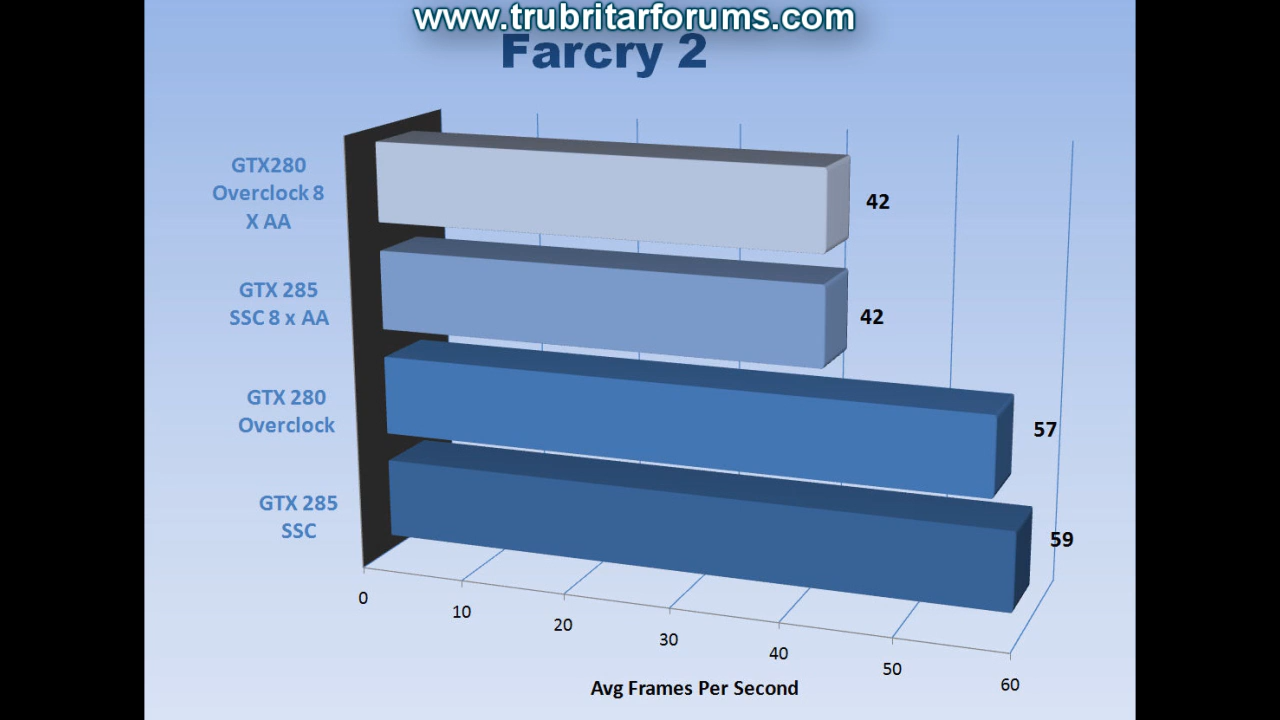 www.trubritarforums.com
Farcry 2
GTX280
Overclock 8
X AA
42
GTX 285
SSC 8 x AA
42
GTX 280
Overclock
57
GTX 285
SSC
59
0
10
20
30
40
50
60
Avg Frames Per Second